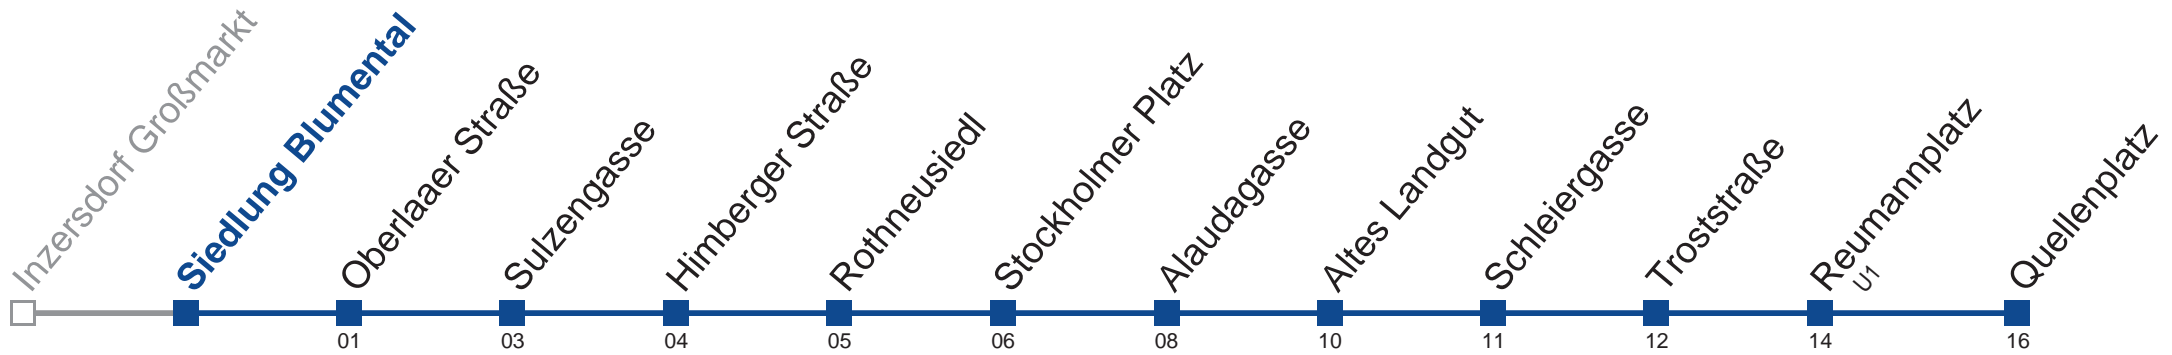 Inzersdorf Großmarkt
Siedlung Blumental
Oberlaaer Straße
Sulzengasse
Himberger Straße
Rothneusiedl
Stockholmer Platz
Alaudagasse
Altes Landgut
Schleiergasse
Troststraße
Reumannplatz
U1
Quellenplatz
01
03
04
05
06
08
10
11
12
14
16